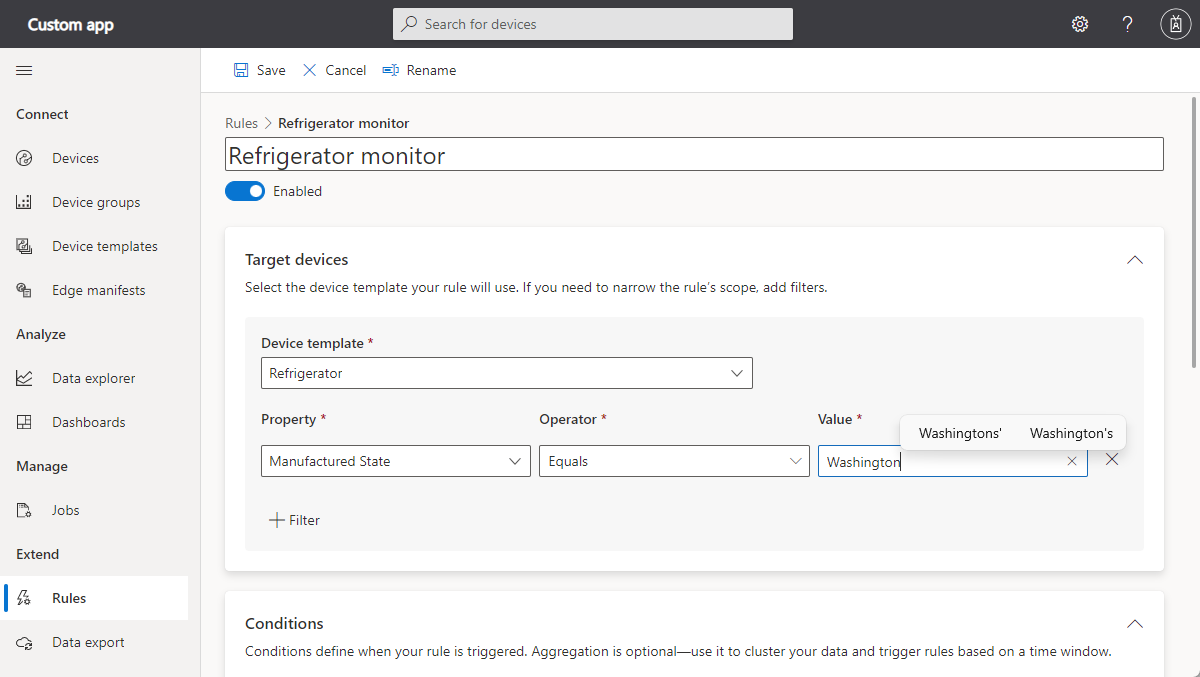 Custom app
Search for devices
?
Save Cancel Rename
Connect
Devices
Device groups
Device templates
Edge manifests
Analyze
Data explorer
Dashboards
Manage
Jobs
Extend
Rules
Data export
Rules > Refrigerator monitor
Refrigerator monitor
Enabled
Target devices
Select the device template your rule will use. If you need to narrow the rule’s scope, add filters.
Device template *
Refrigerator
Property * Operator * Value *
Washingtons' Washington's
Manufactured State Equals Washington
+ Filter
Conditions
Conditions define when your rule is triggered. Aggregation is optional—use it to cluster your data and trigger rules based on a time window.